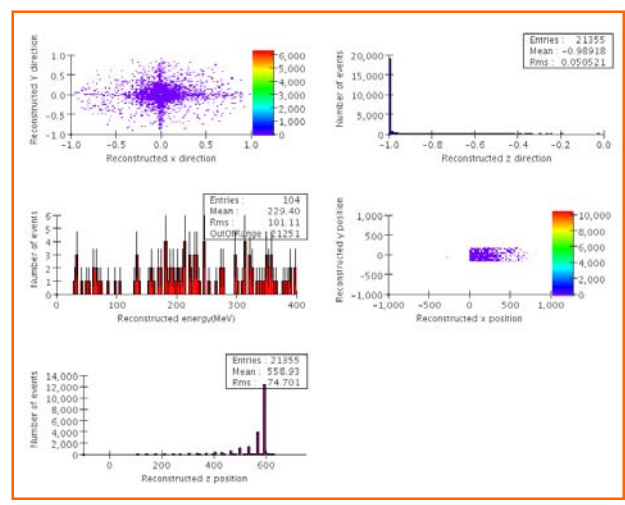 Reconstructed Y direction
1.0
0.5
0.0
-0.5
-1.0
-1.0 -0.5 0.0 0.5 1.0
Reconstructed x direction
6,000
5,000
4,000
3,000
2,000
1,000
0
Entries : 21355
Mean : -0.98918
Rms : 0.050521
Number of events
20,000
15,000
10,000
5,000
-1.0 -0.8 -0.6 -0.4 -0.2 0.0
Reconstructed z direction
Entries : 104
Mean : 229.40
Rms : 101.11
OutOfRange : 21251
Number of events
6
5
4
3
2
1
0
0 100 200 300 400
Reconstructed energy(MeV)
Reconstructed y position
1,000
500
0
-500
-1,000
-1,000 -500 0 500 1,000
Reconstructed x position
10,000
8,000
6,000
4,000
2,000
0
Entries : 21355
Mean : 558.93
Rms : 74.701
Number of events
14,000
12,000
10,000
8,000
6,000
4,000
2,000
0
0 200 400 600
Reconstructed z position